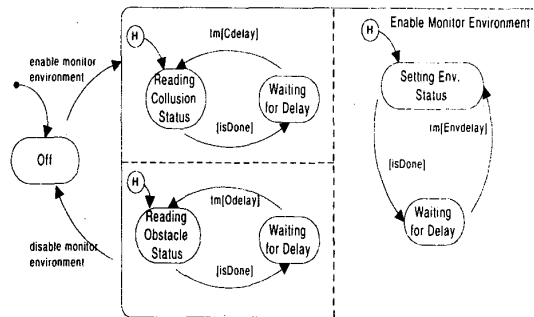 Enable Monitor Environment
enable monitor
environment
Off
disable monitor
environment
H
tm[Cdelay]
Reading
Collusion
Status
Waiting
for Delay
[isDone]
H
tm[Odelay]
Reading
Obstacle
Status
Waiting
for Delay
[isDone]
H
Setting Env.
Status
tm[Envdelay]
[isDone]
Waiting
for Delay